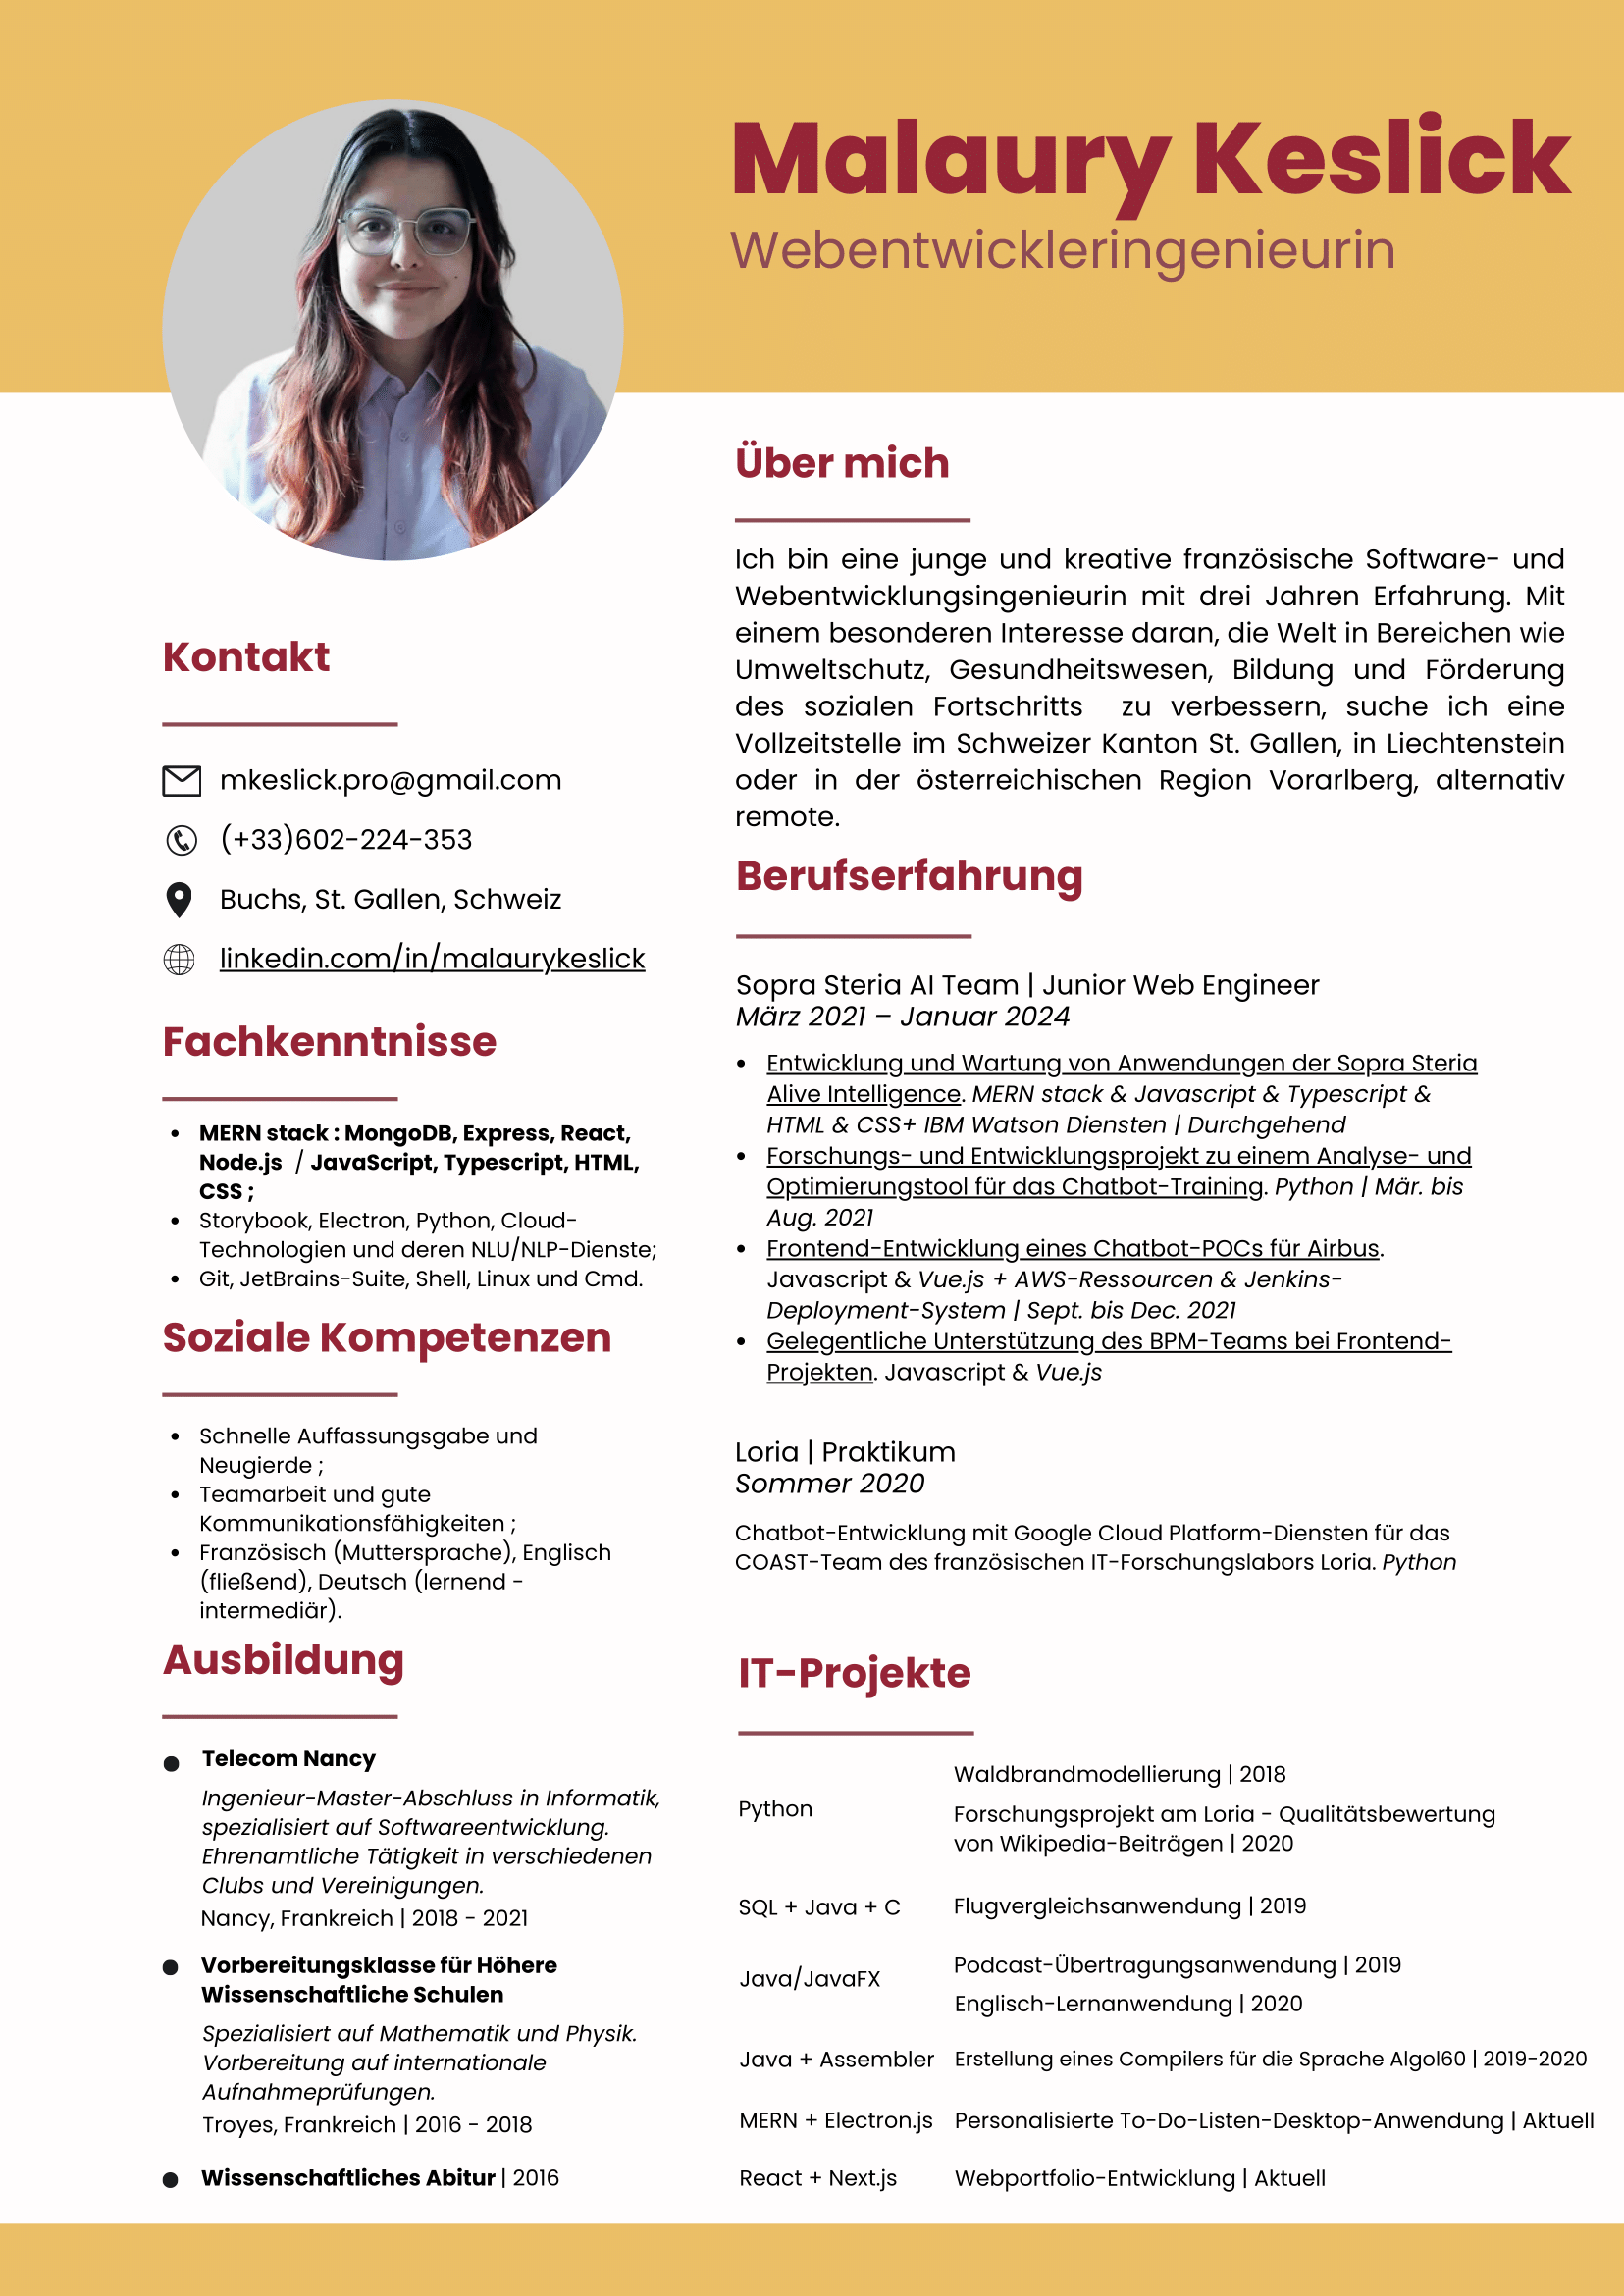 Malaury Keslick
Webentwickleringenieurin
Kontakt
mkeslick.pro@gmail.com
(+33)602-224-353
Buchs, St. Gallen, Schweiz
linkedin.com/in/malaurykeslick
Fachkenntnisse
• MERN stack : MongoDB, Express, React,
Node.js / JavaScript, Typescript, HTML,
CSS ;
• Storybook, Electron, Python, Cloud-
Technologien und deren NLU/NLP-Dienste;
• Git, JetBrains-Suite, Shell, Linux und Cmd.
Soziale Kompetenzen
• Schnelle Auffassungsgabe und
Neugierde ;
• Teamarbeit und gute
Kommunikationsfähigkeiten ;
• Französisch (Muttersprache), Englisch
(fließend), Deutsch (lernend -
intermediär).
Ausbildung
Telecom Nancy
Ingenieur-Master-Abschluss in Informatik,
spezialisiert auf Softwareentwicklung.
Ehrenamtliche Tätigkeit in verschiedenen
Clubs und Vereinigungen.
Nancy, Frankreich | 2018 - 2021
Vorbereitungsklasse für Höhere
Wissenschaftliche Schulen
Spezialisiert auf Mathematik und Physik.
Vorbereitung auf internationale
Aufnahmeprüfungen.
Troyes, Frankreich | 2016 - 2018
Wissenschaftliches Abitur | 2016
Über mich
Ich bin eine junge und kreative französische Software- und
Webentwicklungsingenieurin mit drei Jahren Erfahrung. Mit
einem besonderen Interesse daran, die Welt in Bereichen wie
Umweltschutz, Gesundheitswesen, Bildung und Förderung
des sozialen Fortschritts zu verbessern, suche ich eine
Vollzeitstelle im Schweizer Kanton St. Gallen, in Liechtenstein
oder in der österreichischen Region Vorarlberg, alternativ
remote.
Berufserfahrung
Sopra Steria AI Team | Junior Web Engineer
März 2021 – Januar 2024
• Entwicklung und Wartung von Anwendungen der Sopra Steria
Alive Intelligence. MERN stack & Javascript & Typescript &
HTML & CSS+ IBM Watson Diensten | Durchgehend
• Forschungs- und Entwicklungsprojekt zu einem Analyse- und
Optimierungstool für das Chatbot-Training. Python | Mär. bis
Aug. 2021
• Frontend-Entwicklung eines Chatbot-POCs für Airbus.
Javascript & Vue.js + AWS-Ressourcen & Jenkins-
Deployment-System | Sept. bis Dec. 2021
• Gelegentliche Unterstützung des BPM-Teams bei Frontend-
Projekten. Javascript & Vue.js
Loria | Praktikum
Sommer 2020
Chatbot-Entwicklung mit Google Cloud Platform-Diensten für das
COAST-Team des französischen IT-Forschungslabors Loria. Python
IT-Projekte
Python
Waldbrandmodellierung | 2018
Forschungsprojekt am Loria - Qualitätsbewertung
von Wikipedia-Beiträgen | 2020
SQL + Java + C Flugvergleichsanwendung | 2019
Java/JavaFX
Podcast-Übertragungsanwendung | 2019
Englisch-Lernanwendung | 2020
Java + Assembler Erstellung eines Compilers für die Sprache Algol60 | 2019-2020
MERN + Electron.js Personalisierte To-Do-Listen-Desktop-Anwendung | Aktuell
React + Next.js Webportfolio-Entwicklung | Aktuell